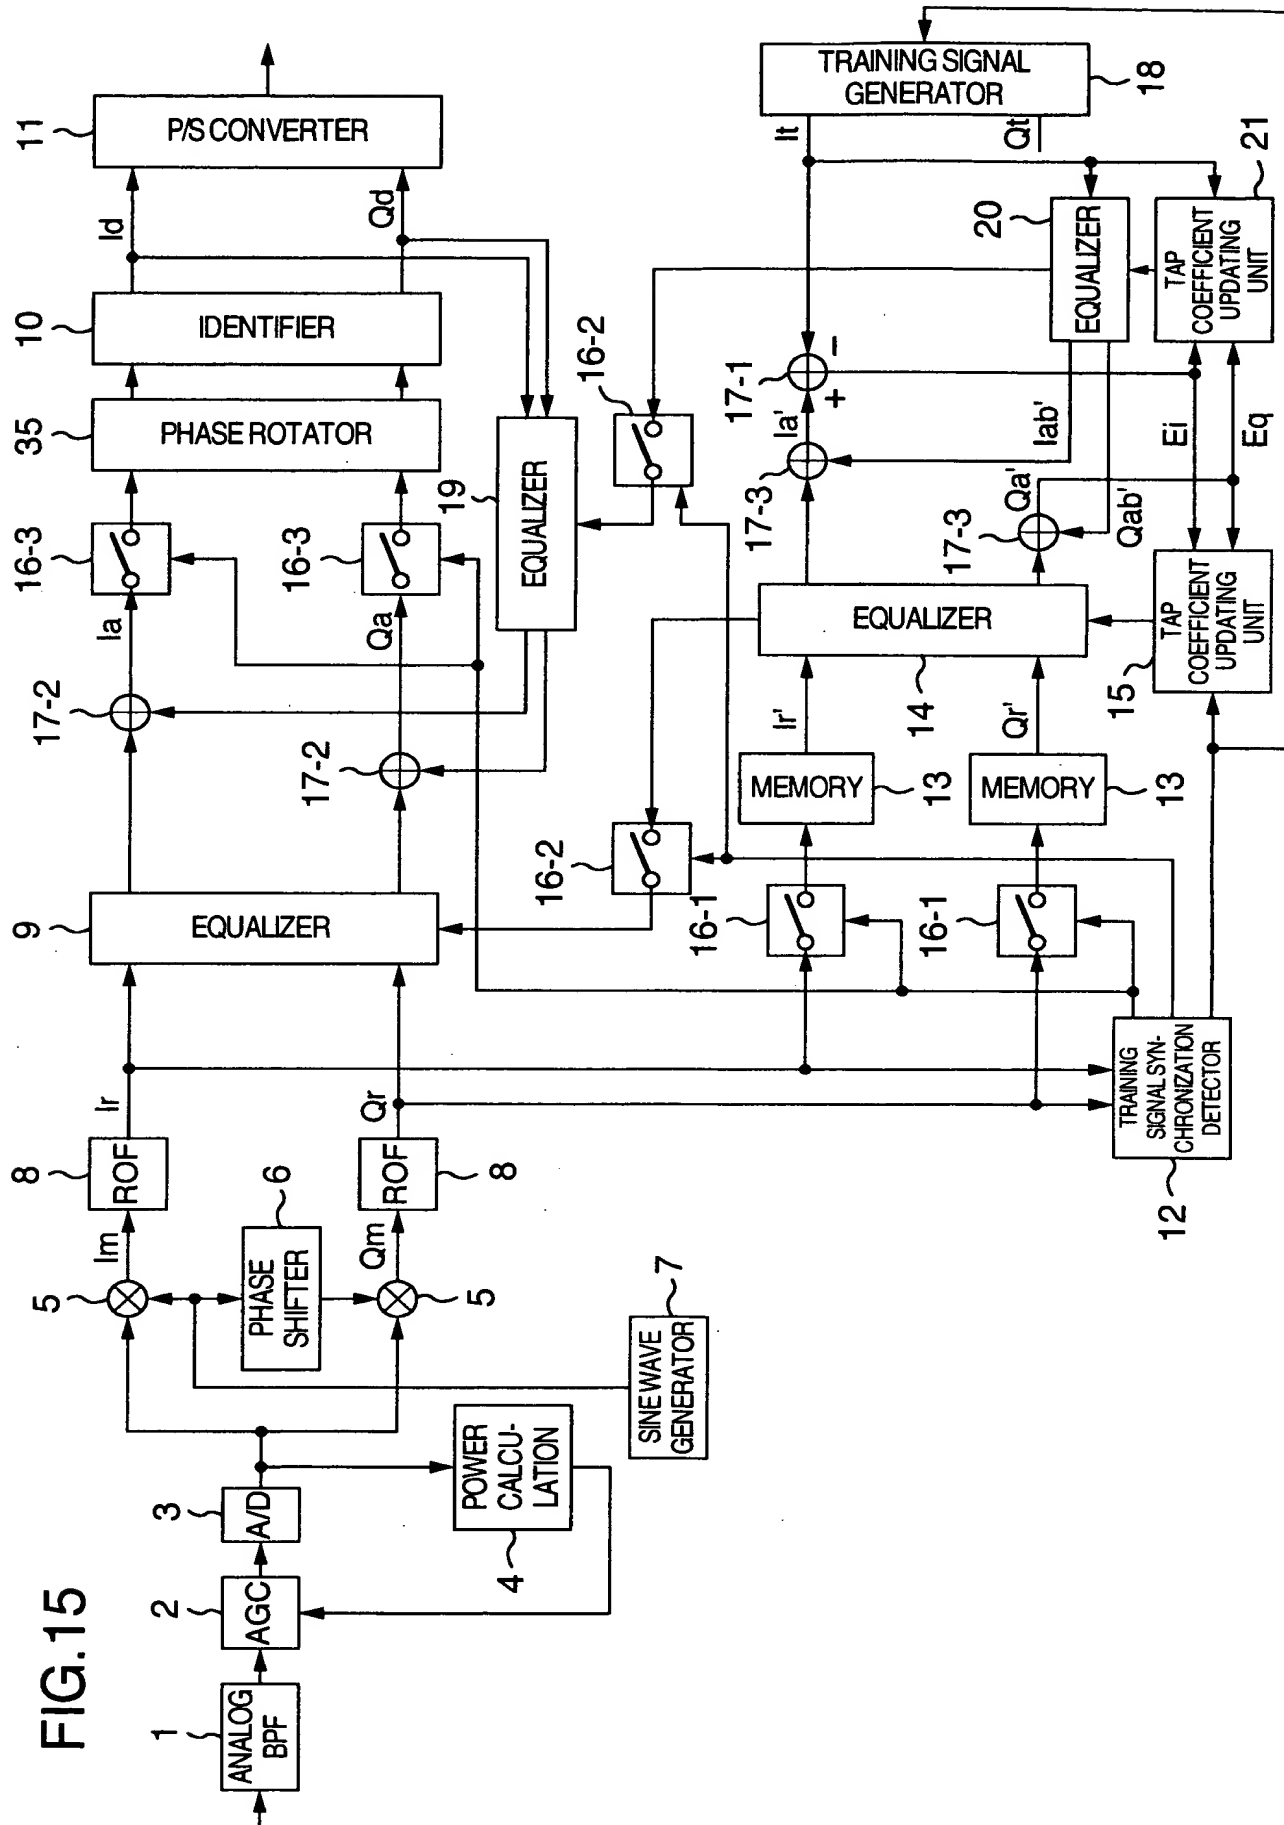 FIG.15
1
ANALOG
BPF
2
AGC
3
A/D
POWER
CALCU-
LATION
4
5
Im
6
PHASE
SHIFTER
5
Qm
7
SINE WAVE
GENERATOR
8
ROF
Ir
ROF
8
Qr
9
EQUALIZER
17-2
Ia
17-2
Qa
16-3
16-3
35
PHASE ROTATOR
10
IDENTIFIER
Id
Qd
11
P/S CONVERTER
19
EQUALIZER
16-2
16-2
16-1
16-1
TRAINING
SIGNAL SYN-
CHRONIZATION
DETECTOR
12
MEMORY
13
MEMORY
13
Ir'
Qr'
EQUALIZER
14
15
TAP
COEFFICIENT
UPDATING
UNIT
17-3
Ia'
17-1
+
-
17-3
Qa'
Iab'
Qab'
Ei
Eq
20
EQUALIZER
TAP
COEFFICIENT
UPDATING
UNIT
21
It
Qt
TRAINING SIGNAL
GENERATOR
18